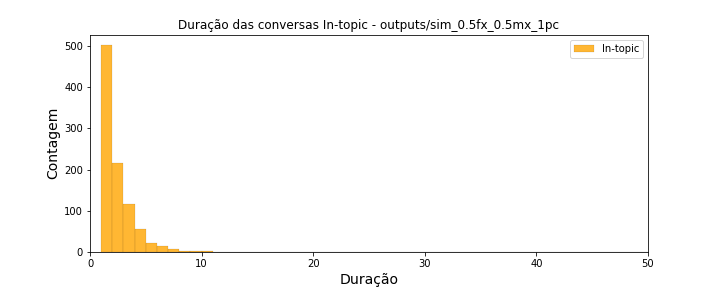 Duração das conversas In-topic - outputs/sim_0.5fx_0.5mx_1pc
In-topic
Contagem
500
400
300
200
100
0
0 10 20 30 40 50
Duração